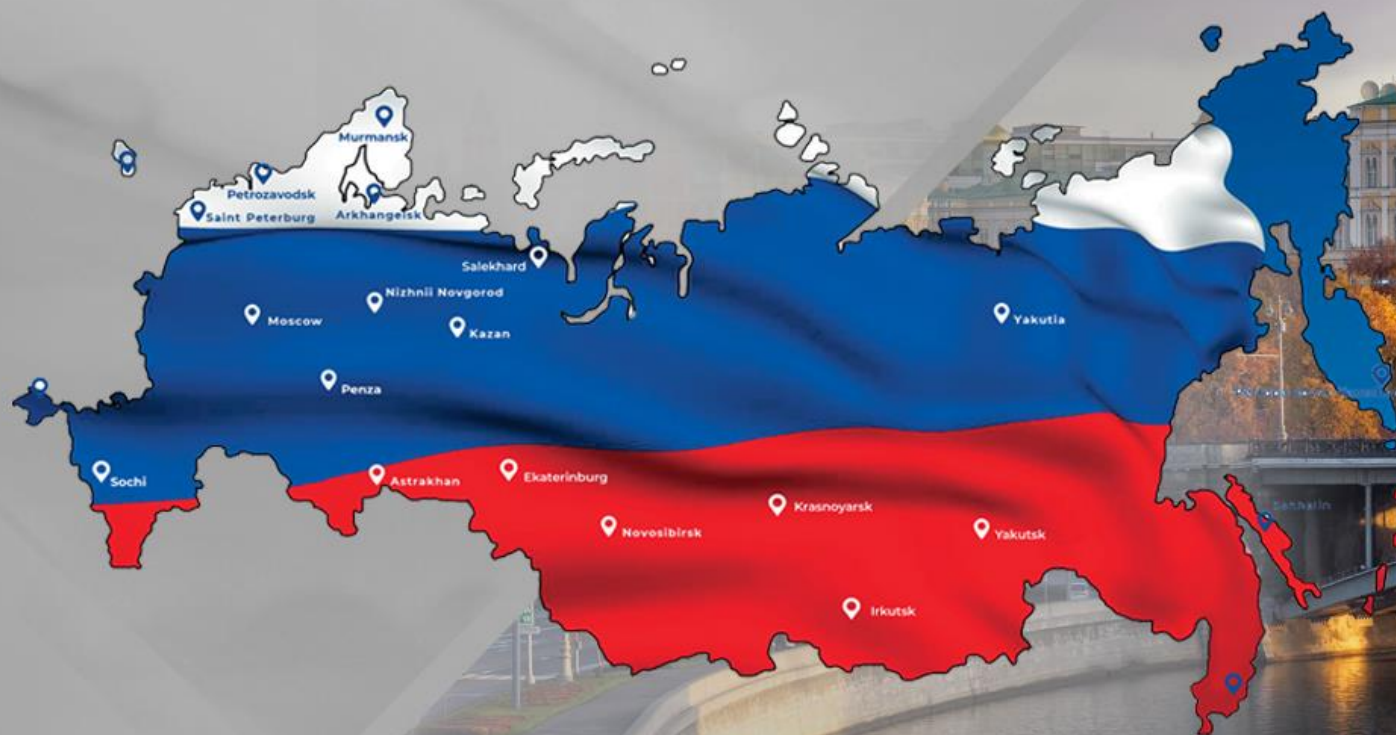 Murmansk
Petrozavodsk
Saint Peterburg
Arkhangelsk
Salekhard
Nizhnii Novgorod
Moscow
Kazan
Yakutia
Penza
Sochi
Astrakhan
Ekaterinburg
Krasnoyarsk
Novosibirsk
Yakutsk
Irkutsk